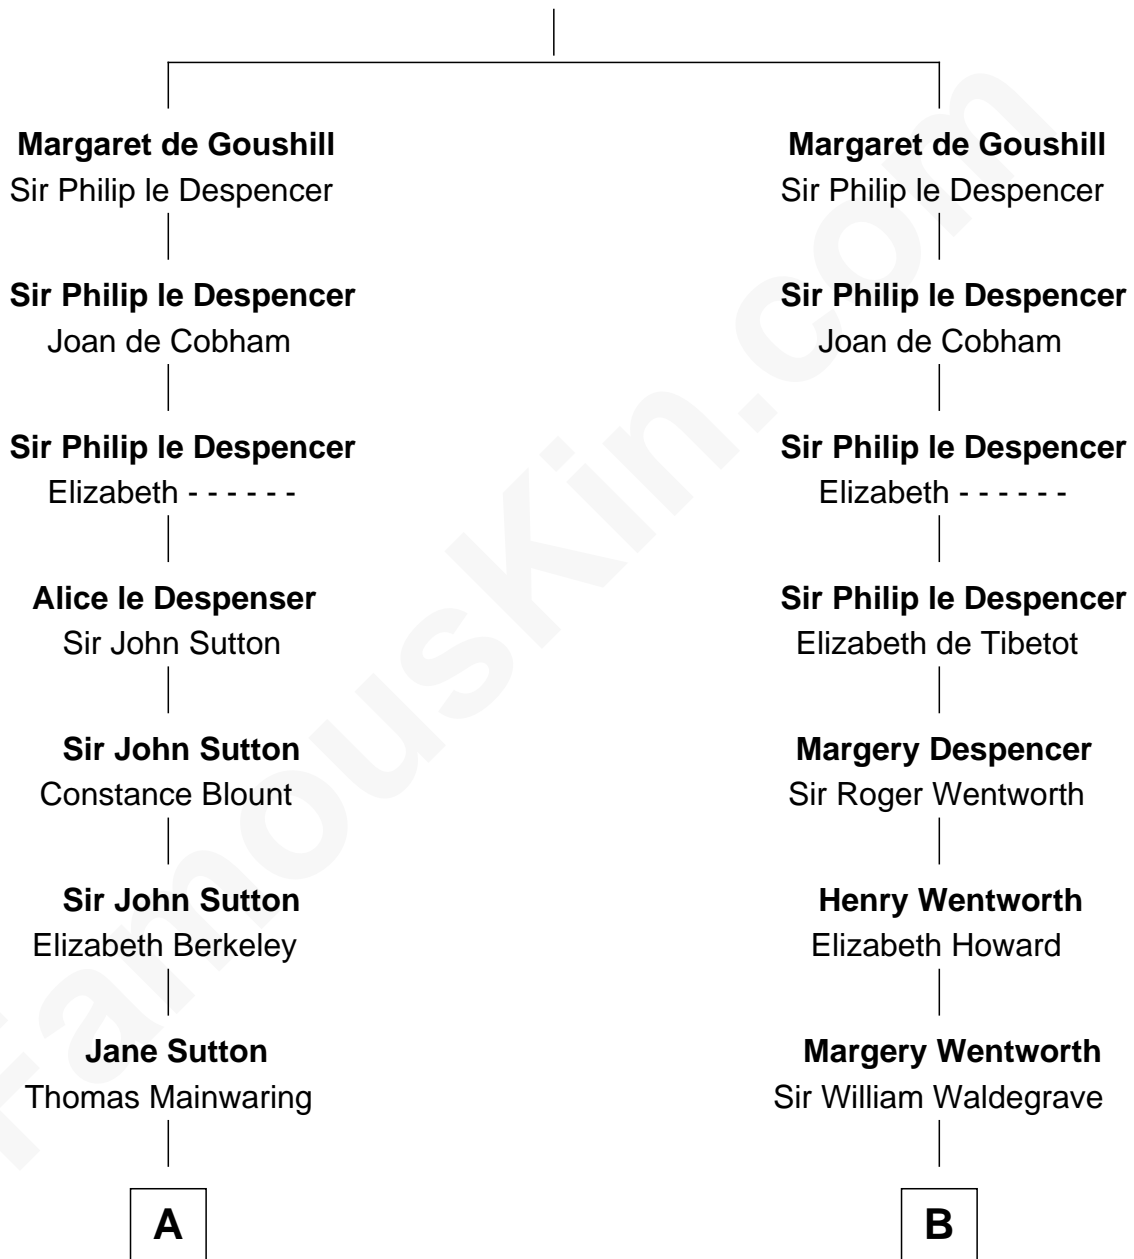 Margaret de Goushill
Sir Philip le Despencer
Sir Philip le Despencer
Joan de Cobham
Sir Philip le Despencer
Elizabeth - - - - - -
Alice le Despenser
Sir John Sutton
Sir John Sutton
Constance Blount
Sir John Sutton
Elizabeth Berkeley
Jane Sutton
Thomas Mainwaring
A
Margaret de Goushill
Sir Philip le Despencer
Sir Philip le Despencer
Joan de Cobham
Sir Philip le Despencer
Elizabeth - - - - - -
Sir Philip le Despencer
Elizabeth de Tibetot
Margery Despencer
Sir Roger Wentworth
Henry Wentworth
Elizabeth Howard
Margery Wentworth
Sir William Waldegrave
B
FamousKin.com